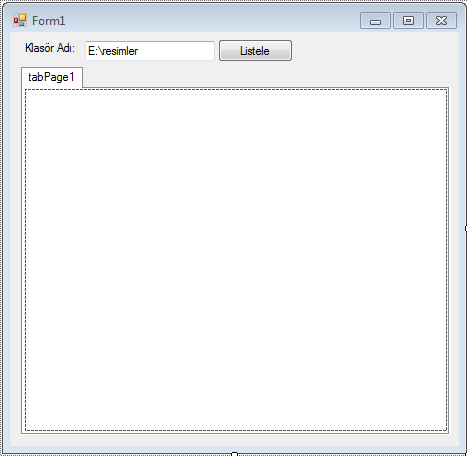 Form1
Klasör Adı: E:\resimler Listele
tabPage1